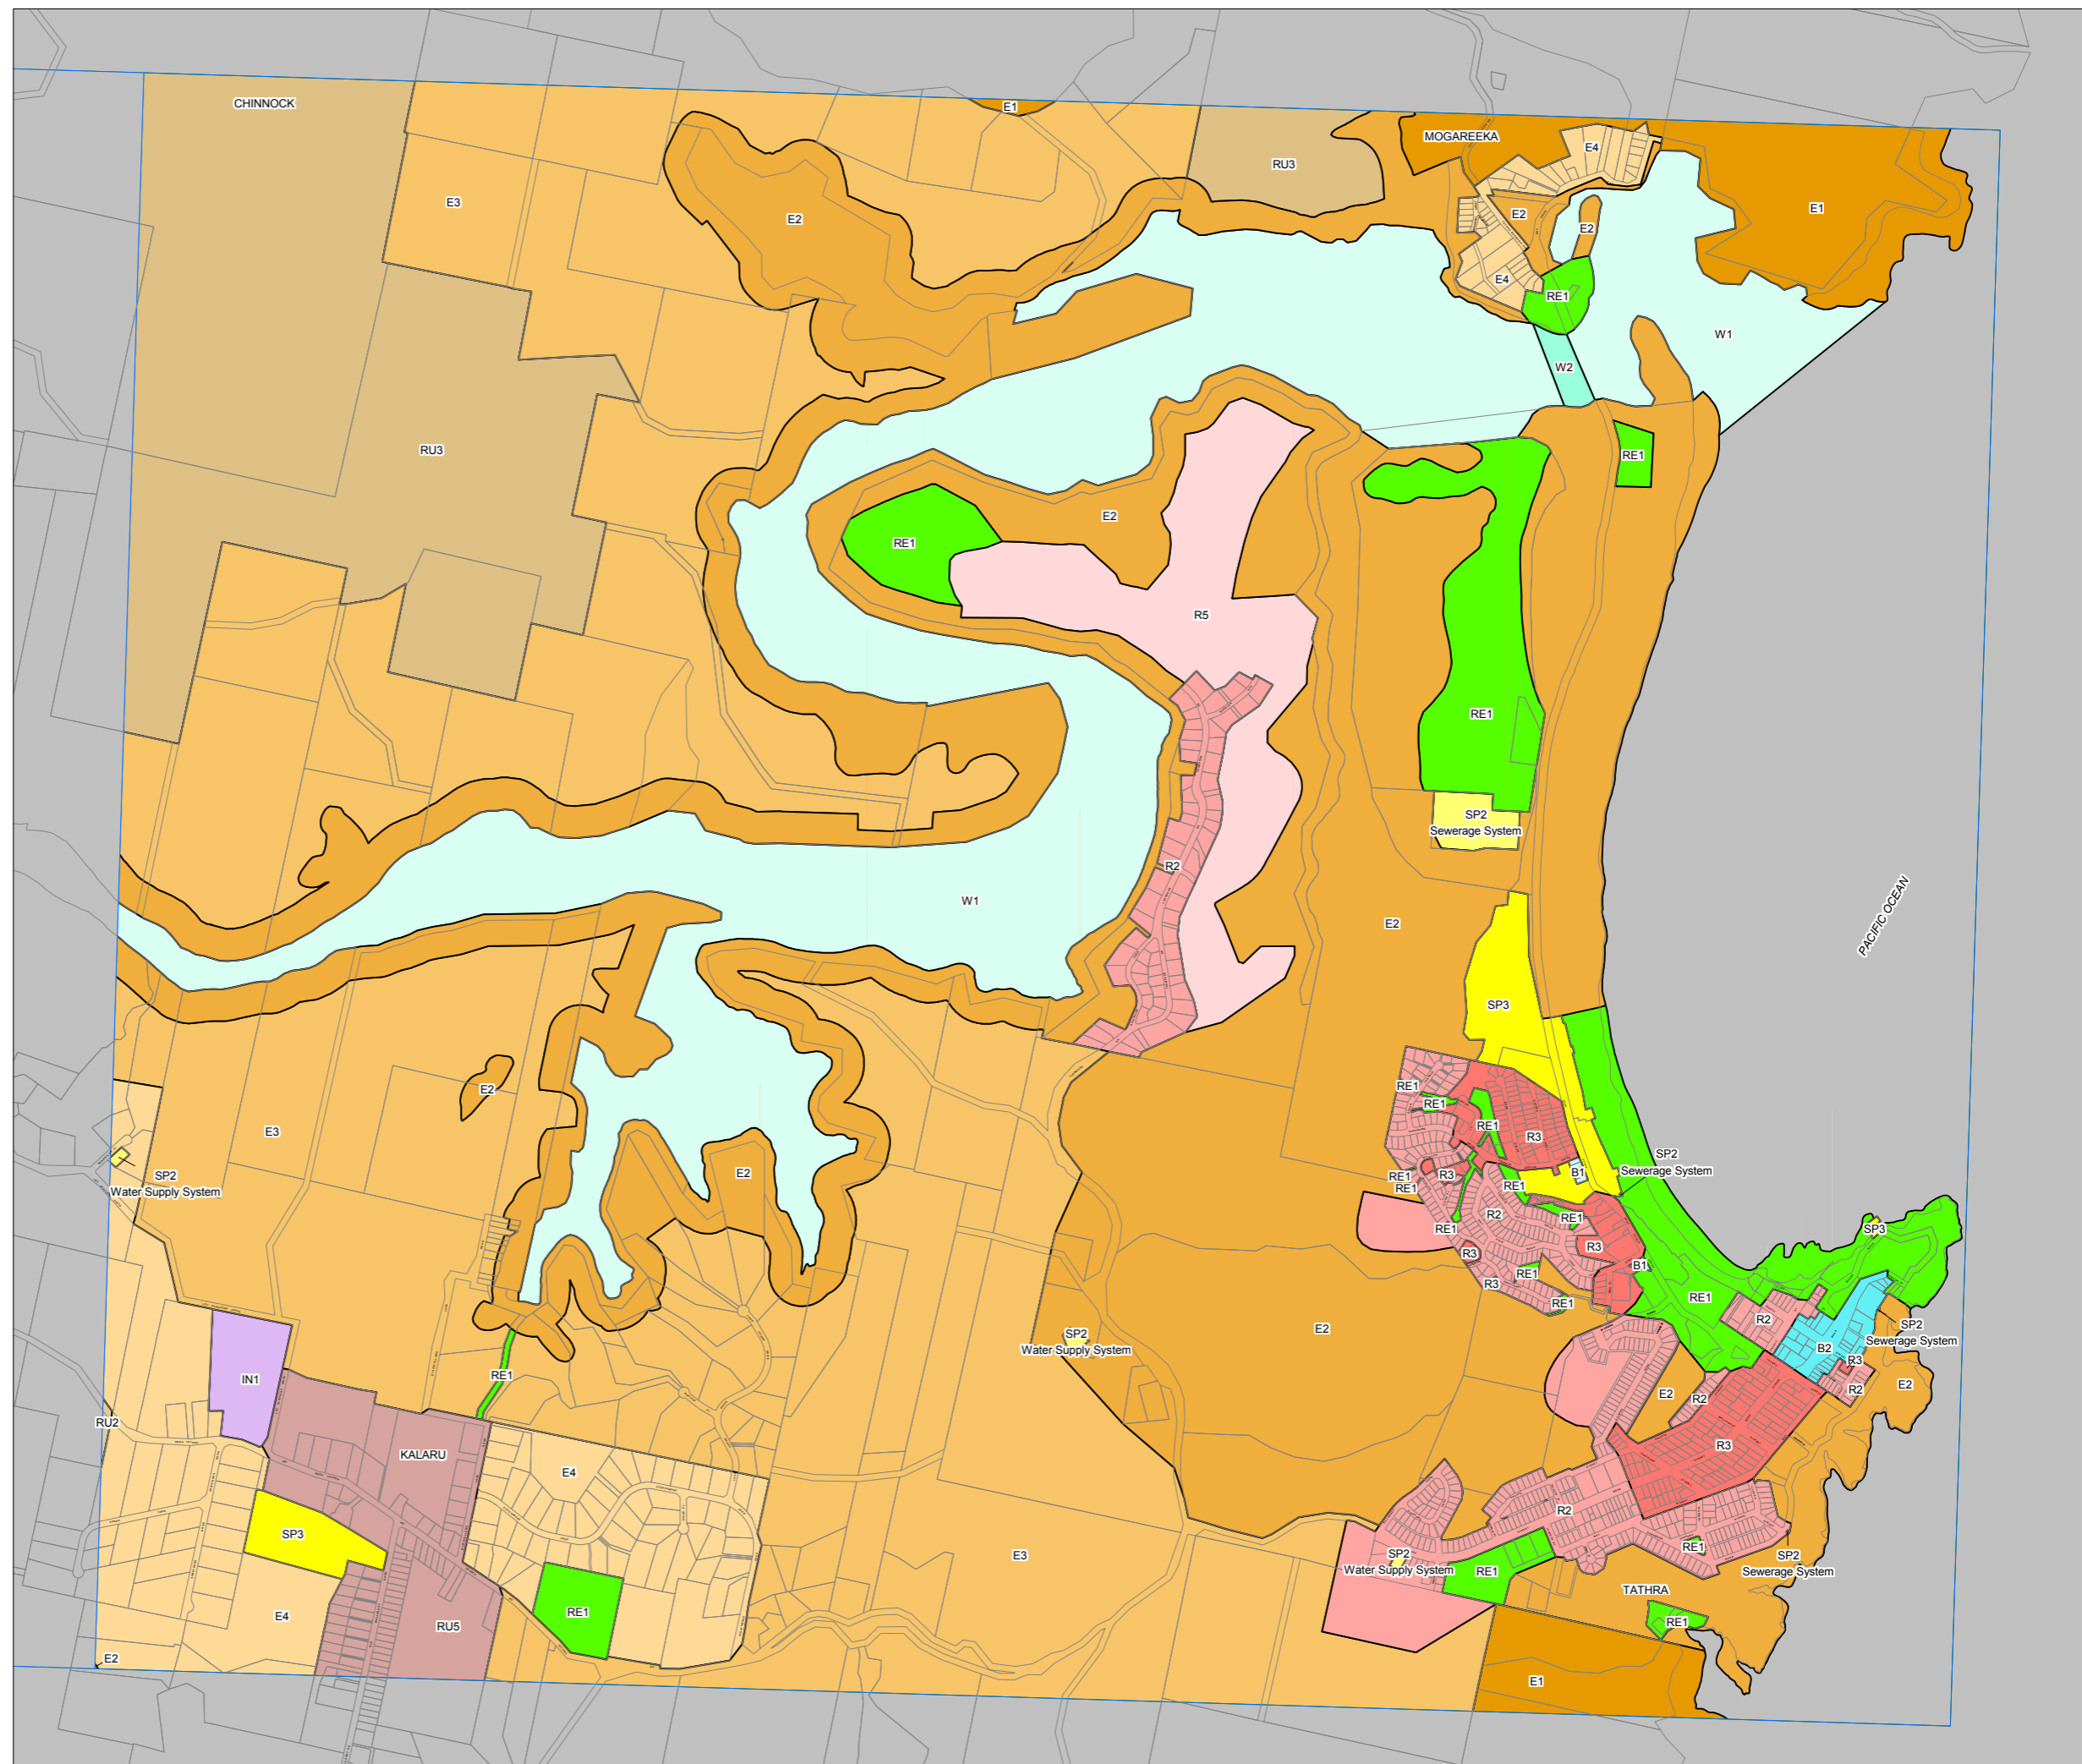 CHINNOCK
E1
MOGAREEKA
E4
RU3
E3
E2
E2
E1
E2
E4
RE1
W1
W2
RU3
RE1
E2
RE1
R5
RE1
SP2
Sewerage System
R2
W1
E2
PACIFIC OCEAN
SP3
E2
RE1
RE1
RE1
R3
E3
SP2
Sewerage System
B1
E2
SP2
Water Supply System
R3
RE1
RE1
RE1
R2
RE1
RE1
SP3
R3
R3
B1
RE1
R3
RE1
RE1
E2
SP2
Water Supply System
R2
SP2
Sewerage System
B2
R3
IN1
RE1
R2
E2
E2
R2
RU2
KALARU
R3
E4
R2
SP3
E3
RE1
SP2
Water Supply System
RE1
SP2
Sewerage System
TATHRA
RE1
E4
RU5
RE1
E2
E1